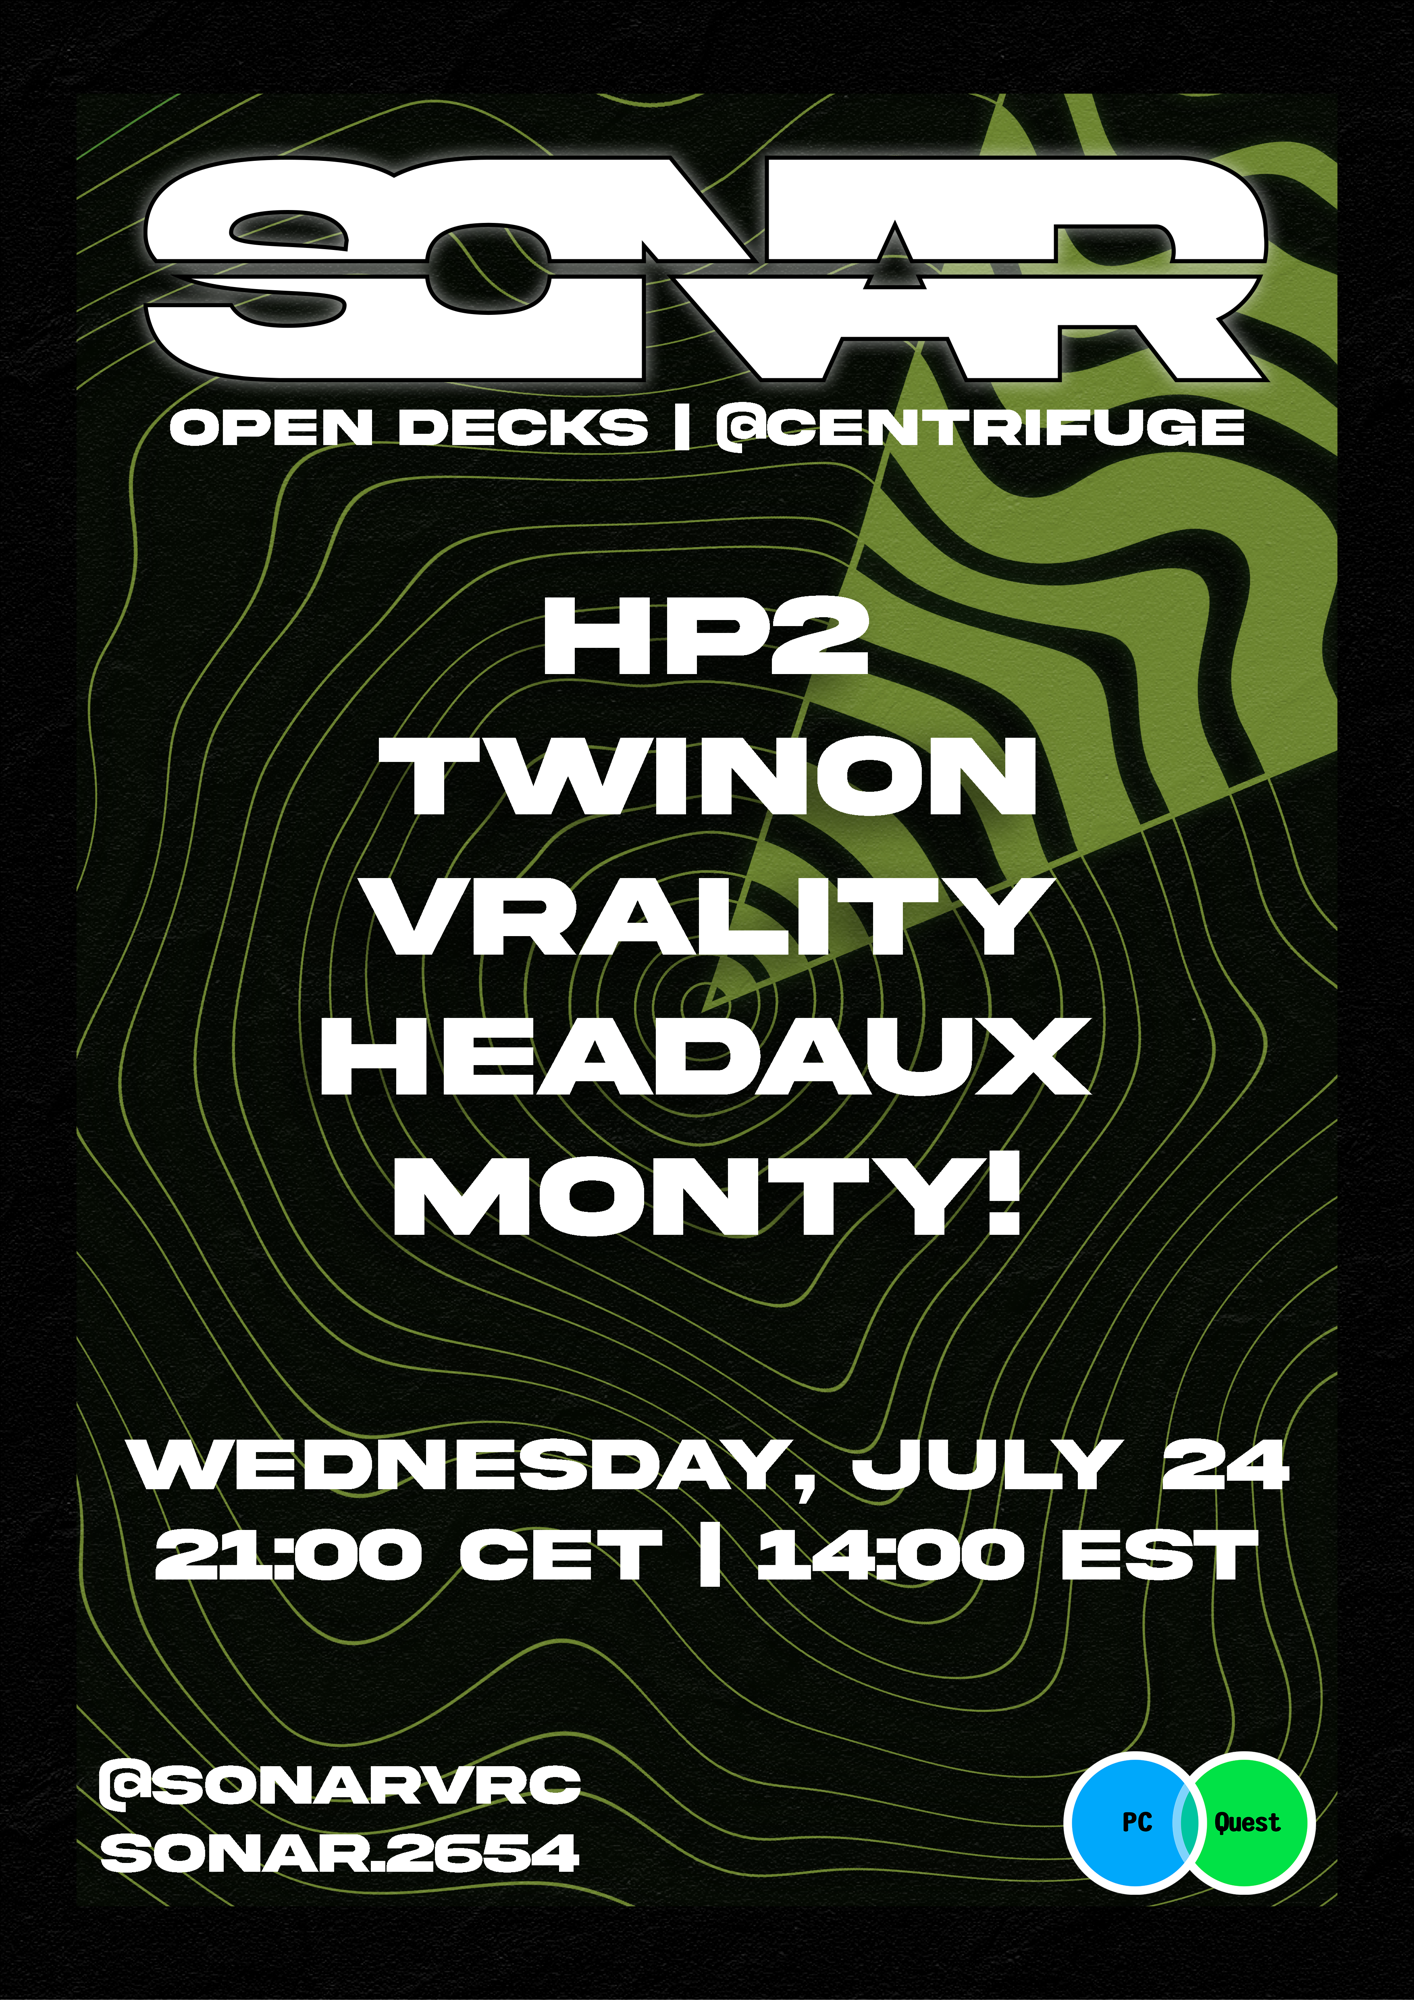 SONAR
OPEN DECKS | @CENTRIFUGE
HP2
TWINON
VRALITY
HEADAUX
MONTY!
WEDNESDAY, JULY 24
21:00 CET | 14:00 EST
@SONARVRC
SONAR.2654
PC Quest